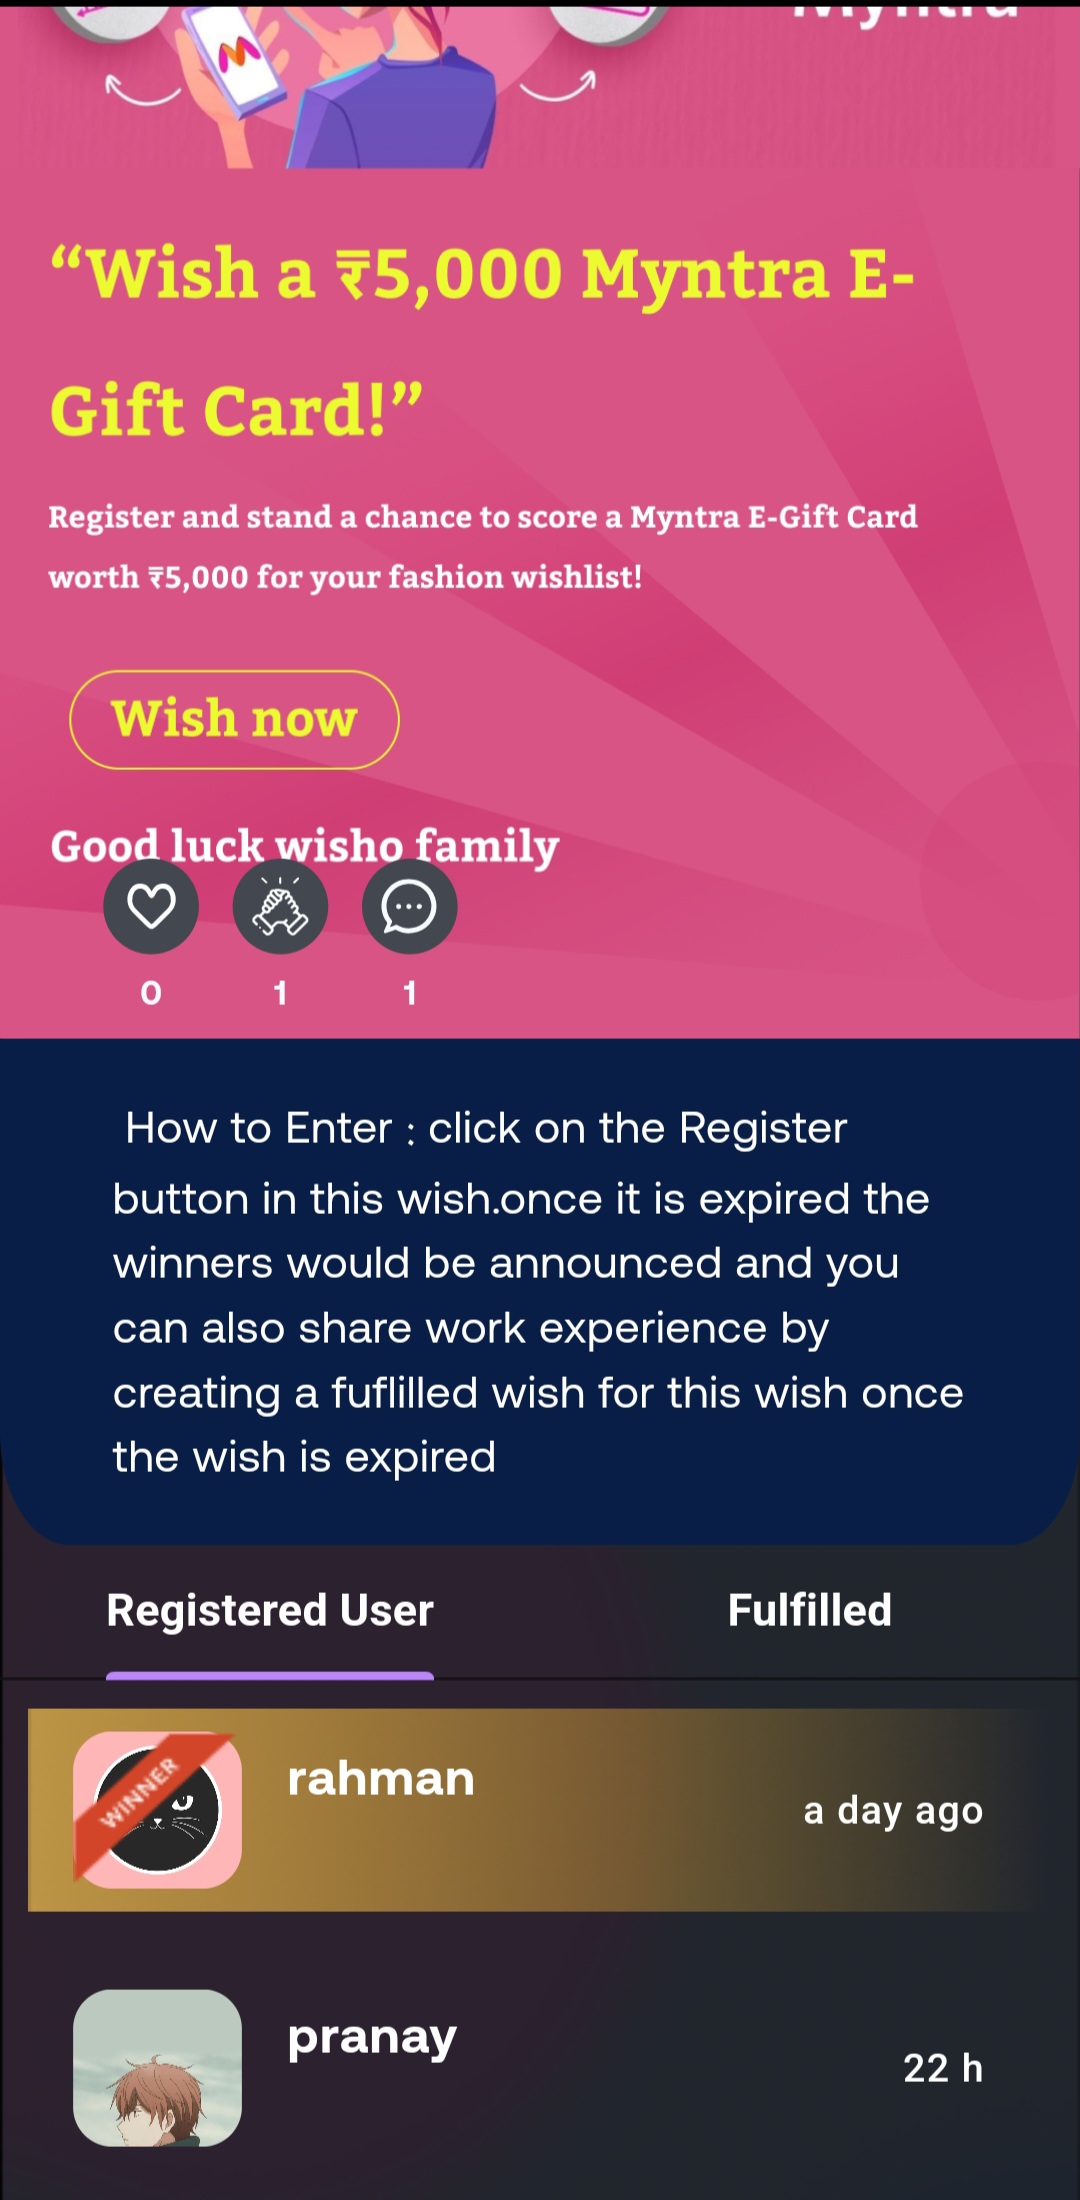 Myntra
“Wish a ₹5,000 Myntra E-
Gift Card!”
Register and stand a chance to score a Myntra E-Gift Card
worth ₹5,000 for your fashion wishlist!
Wish now
Good luck wisho family
0 1 1
How to Enter : click on the Register
button in this wish.once it is expired the
winners would be announced and you
can also share work experience by
creating a fuflilled wish for this wish once
the wish is expired
Registered User Fulfilled
WINNER
rahman
a day ago
pranay
22 h